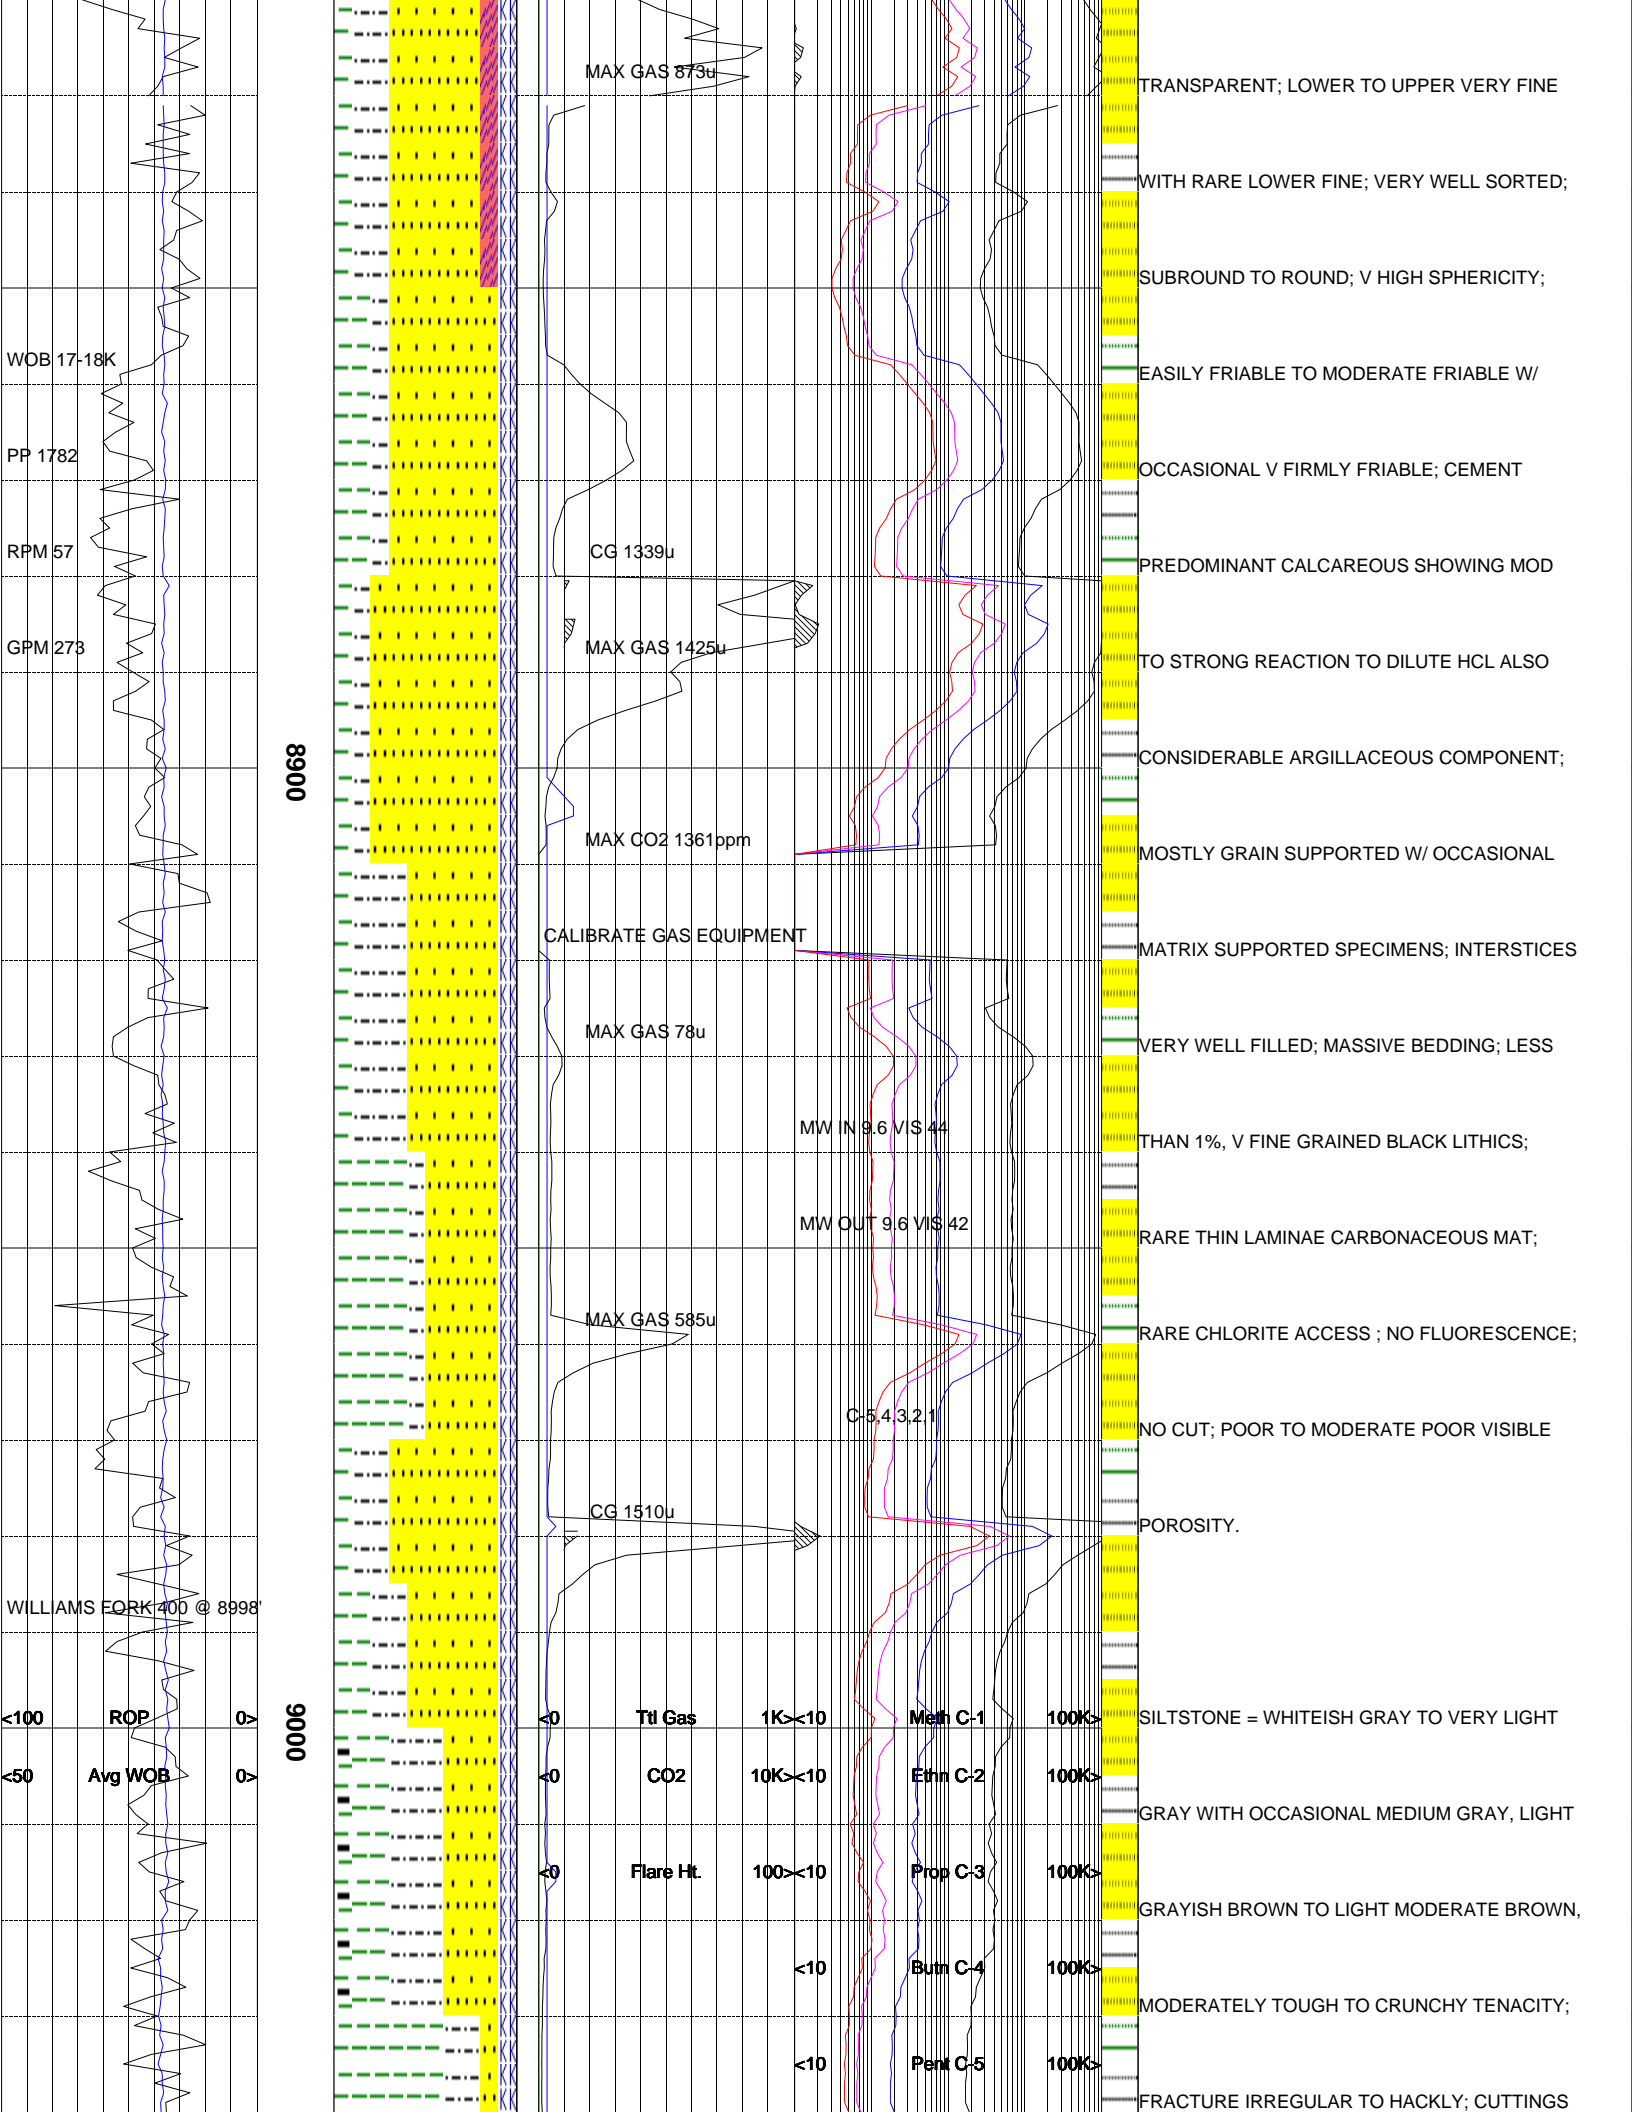 MAX GAS 873u
TRANSPARENT; LOWER TO UPPER VERY FINE
WITH RARE LOWER FINE; VERY WELL SORTED;
SUBROUND TO ROUND; V HIGH SPHERICITY;
WOB 17-18K
EASILY FRIABLE TO MODERATE FRIABLE W/
PP 1782
OCCASIONAL V FIRMLY FRIABLE; CEMENT
RPM 57
CG 1339u
PREDOMINANT CALCAREOUS SHOWING MOD
GPM 273
MAX GAS 1425u
TO STRONG REACTION TO DILUTE HCL ALSO
8900
CONSIDERABLE ARGILLACEOUS COMPONENT;
MAX CO2 1361ppm
MOSTLY GRAIN SUPPORTED W/ OCCASIONAL
CALIBRATE GAS EQUIPMENT
MATRIX SUPPORTED SPECIMENS; INTERSTICES
MAX GAS 78u
VERY WELL FILLED; MASSIVE BEDDING; LESS
MW IN 9.6 VIS 44
THAN 1%, V FINE GRAINED BLACK LITHICS;
MW OUT 9.6 VIS 42
RARE THIN LAMINAE CARBONACEOUS MAT;
MAX GAS 585u
RARE CHLORITE ACCESS ; NO FLUORESCENCE;
C-5,4,3,2,1
NO CUT; POOR TO MODERATE POOR VISIBLE
CG 1510u
POROSITY.
WILLIAMS FORK 400 @ 8998'
<100 ROP 0>
9000
<0 Ttl Gas 1K>
<10 Meth C-1 100K>
SILTSTONE = WHITEISH GRAY TO VERY LIGHT
<50 Avg WOB 0>
<0 CO2 10K>
<10 Ethn C-2 100K>
GRAY WITH OCCASIONAL MEDIUM GRAY, LIGHT
<0 Flare Ht. 100>
<10 Prop C-3 100K>
GRAYISH BROWN TO LIGHT MODERATE BROWN,
<10 Butn C-4 100K>
MODERATELY TOUGH TO CRUNCHY TENACITY;
<10 Pent C-5 100K>
FRACTURE IRREGULAR TO HACKLY; CUTTINGS